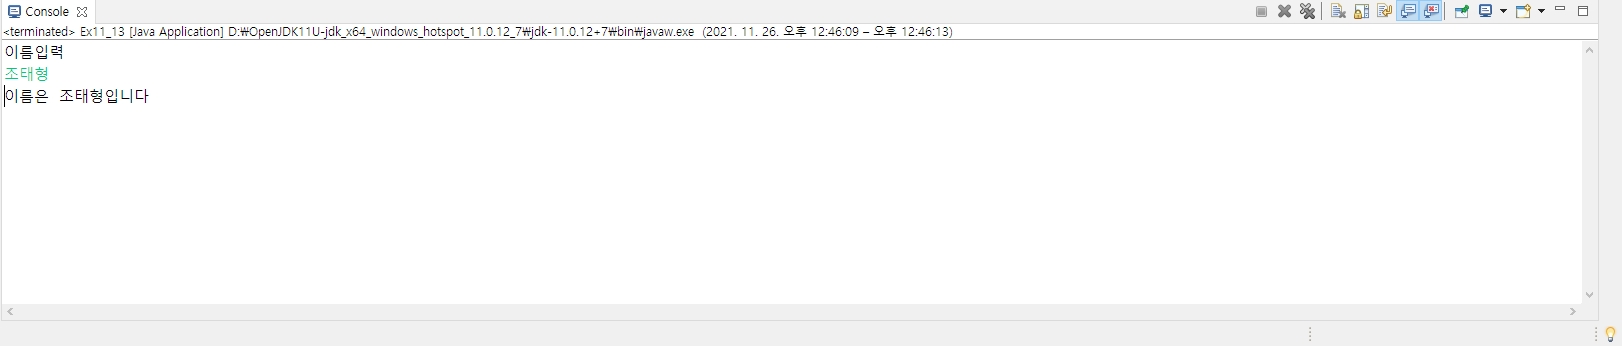 Console
<terminated> Ex11_13 [Java Application] D:₩OpenJDK11U-jdk_x64_windows_hotspot_11.0.12_7₩jdk-11.0.12+7₩bin₩javaw.exe (2021. 11. 26. 오후 12:46:09 – 오후 12:46:13)
이름입력
조태형
이름은 조태형입니다